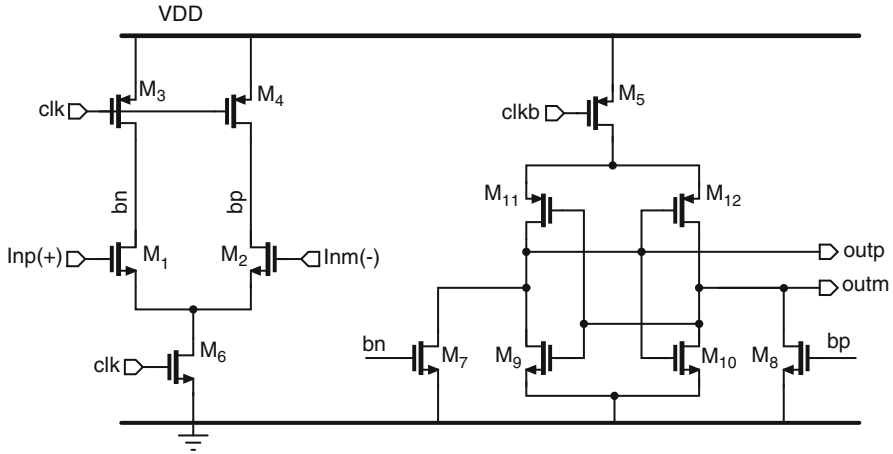 VDD
clk
M3
M4
clkb
M5
bn
bp
M11
M12
Inp(+)
M1
M2
Inm(-)
outp
outm
clk
M6
bn
M7
M9
M10
M8
bp